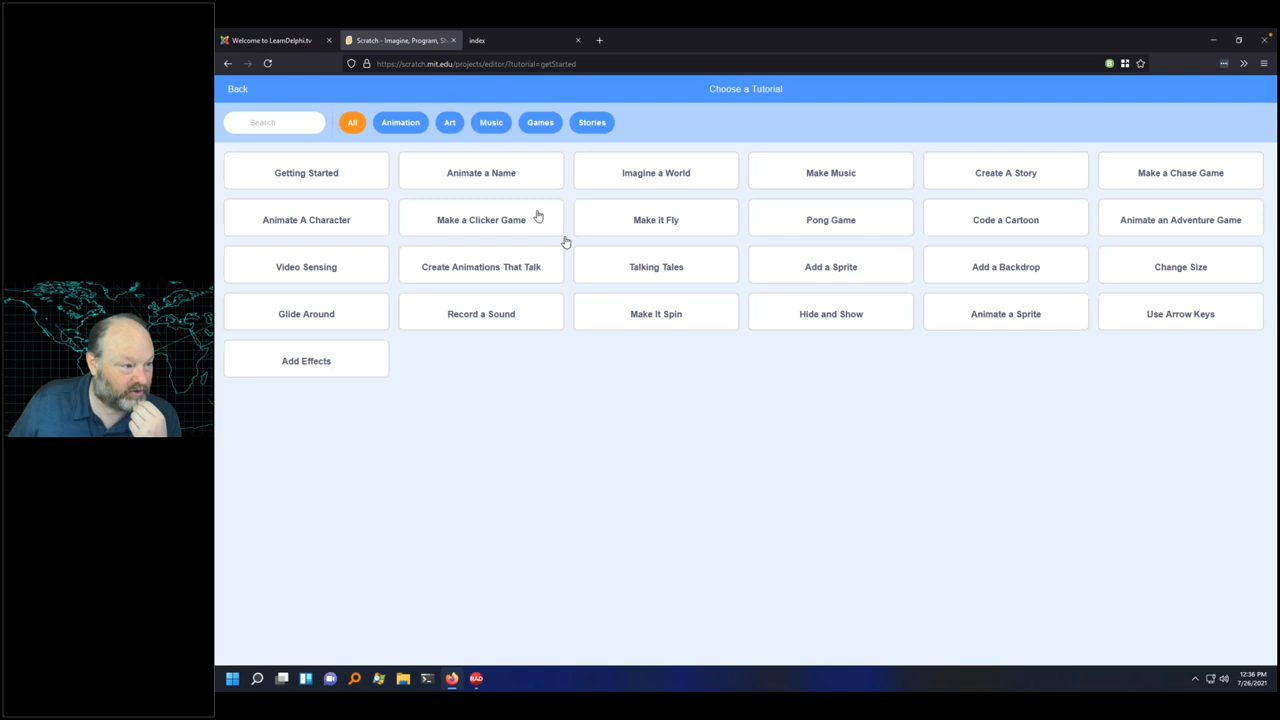 Welcome to LearnDelphi.tv
Scratch - Imagine, Program, Sh
index
https://scratch.mit.edu/projects/editor/?tutorial=getStarted
Back
Choose a Tutorial
Search
All
Animation
Art
Music
Games
Stories
Getting Started
Animate a Name
Imagine a World
Make Music
Create A Story
Make a Chase Game
Animate A Character
Make a Clicker Game
Make it Fly
Pong Game
Code a Cartoon
Animate an Adventure Game
Video Sensing
Create Animations That Talk
Talking Tales
Add a Sprite
Add a Backdrop
Change Size
Glide Around
Record a Sound
Make It Spin
Hide and Show
Animate a Sprite
Use Arrow Keys
Add Effects
RAD
12:36 PM
7/26/2021